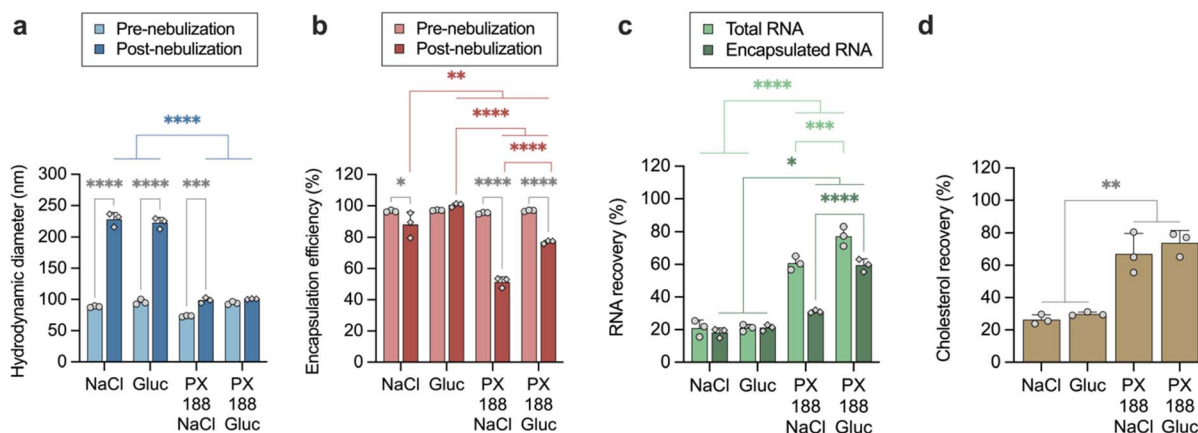 a
Pre-nebulization
Post-nebulization
****
Hydrodynamic diameter (nm)
300
250
200
150
100
50
0
**** **** ***
NaCl Gluc PX PX
188 188
NaCl Gluc
b
Pre-nebulization
Post-nebulization
**
****
****
Encapsulation efficiency (%)
120
100
80
60
40
20
0
* **** ****
NaCl Gluc PX PX
188 188
NaCl Gluc
c
Total RNA
Encapsulated RNA
****
***
*
****
RNA recovery (%)
120
100
80
60
40
20
0
NaCl Gluc PX PX
188 188
NaCl Gluc
d
Cholesterol recovery (%)
120
100
80
60
40
20
0
**
NaCl Gluc PX PX
188 188
NaCl Gluc